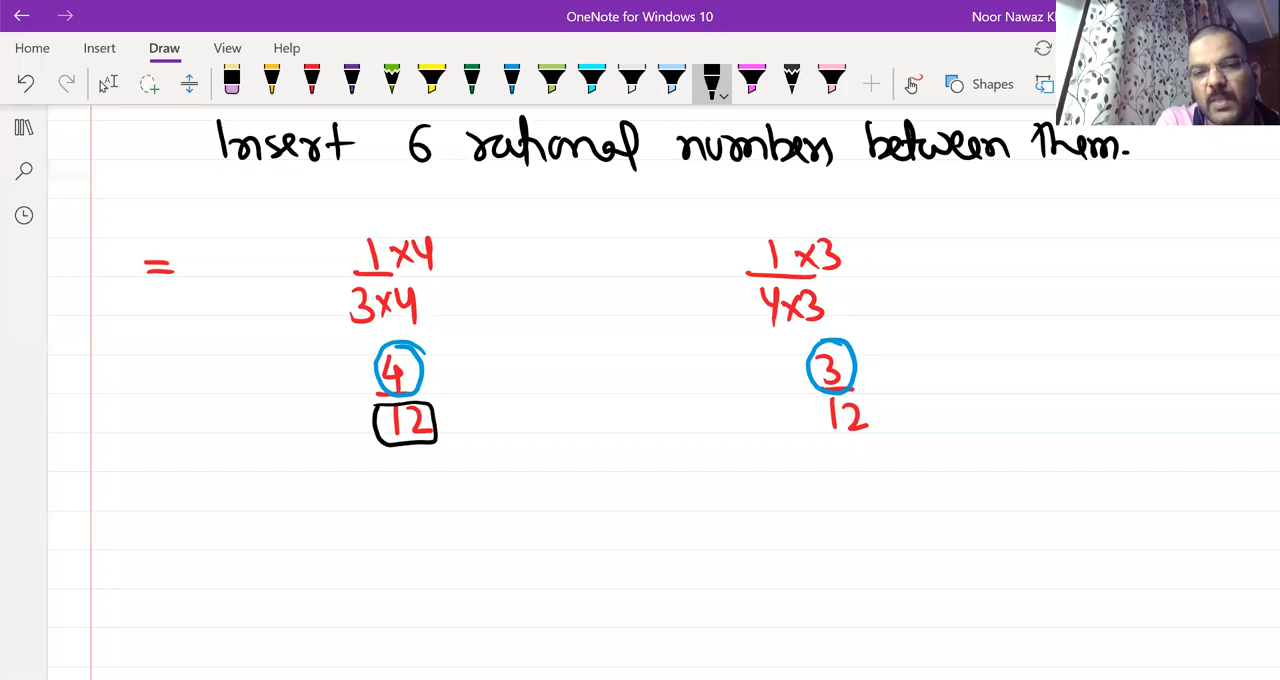 OneNote for Windows 10
Noor Nawaz
Home Insert Draw View Help
Shapes
Insert 6 rational numbers between them.
= 1×4 1×3
3×4 4×3
4 3
12 12